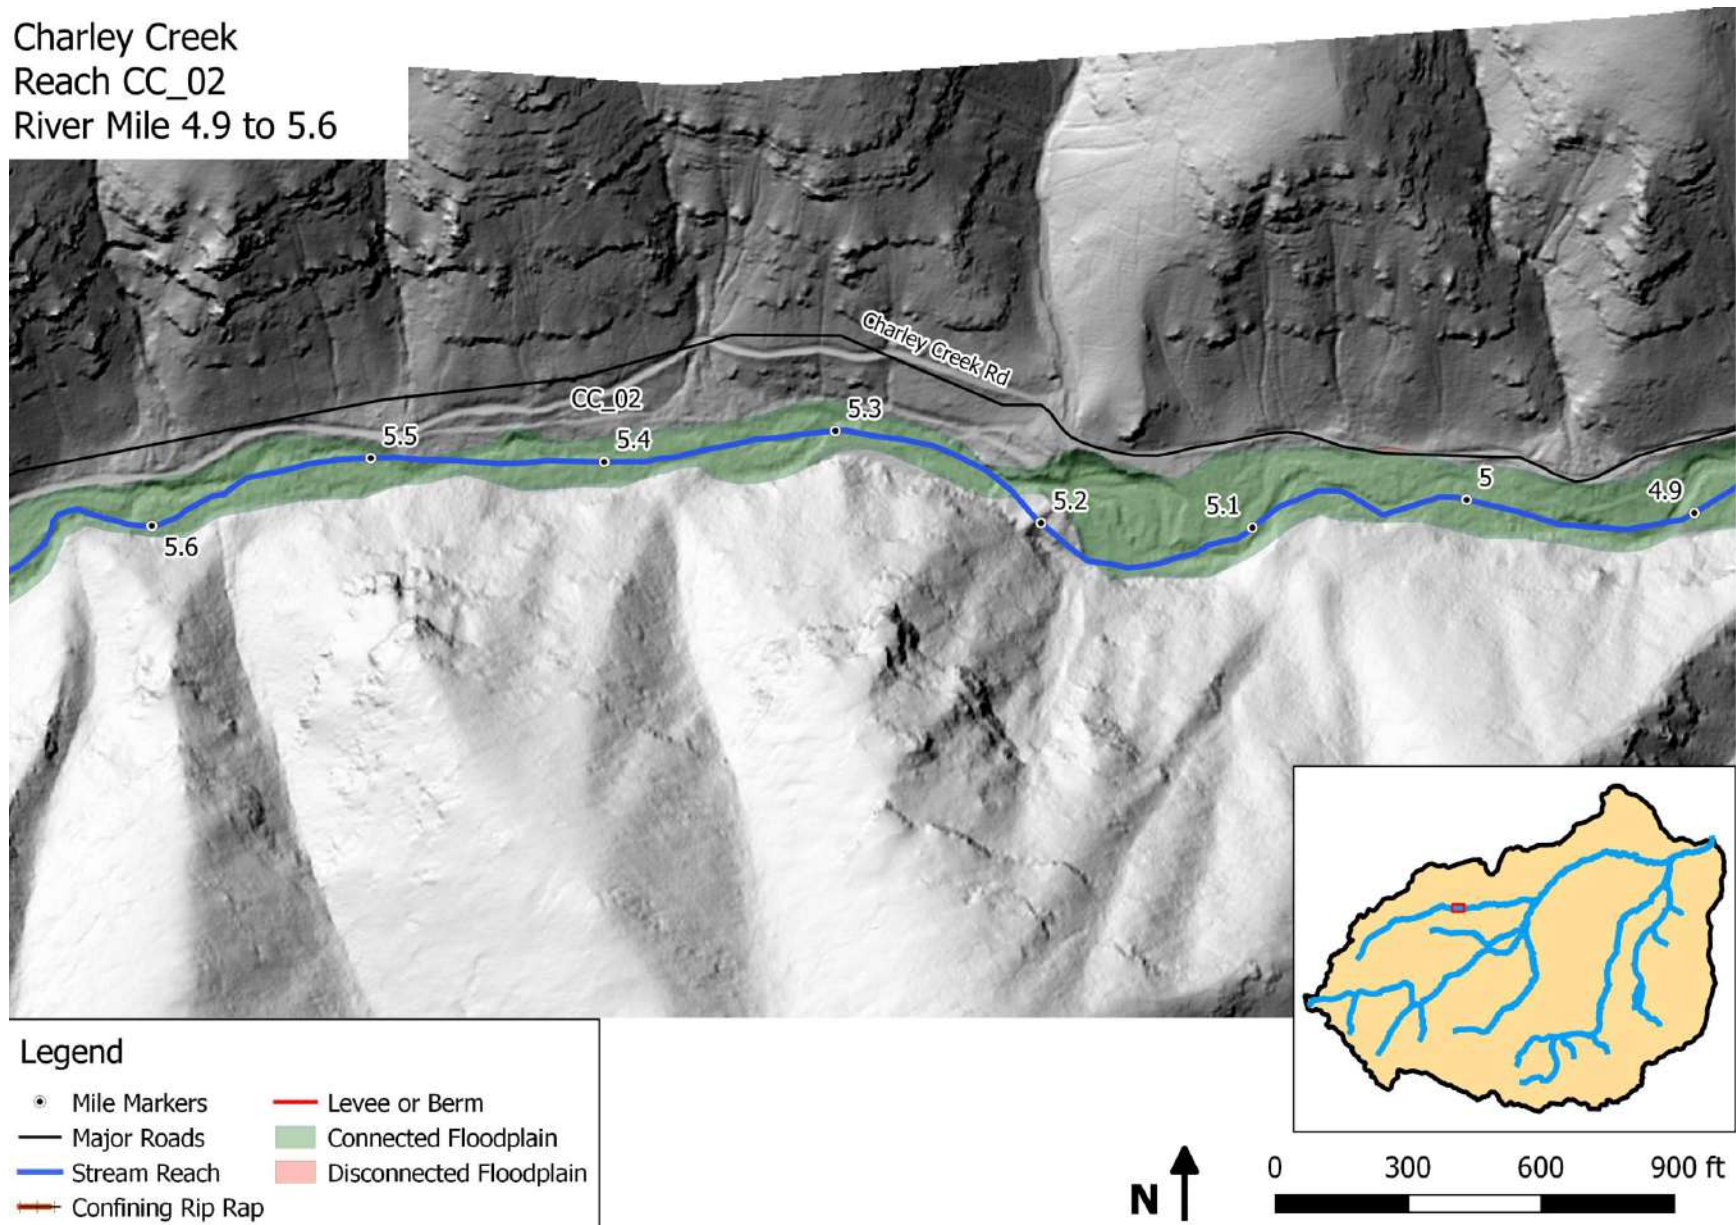 Charley Creek
Reach CC_02
River Mile 4.9 to 5.6
Charley Creek Rd
CC_02
5.3
5.5
5.4
5
4.9
5.2
5.1
5.6
Legend
Mile Markers
Levee or Berm
Major Roads
Connected Floodplain
Stream Reach
Disconnected Floodplain
Confining Rip Rap
N
0 300 600 900 ft